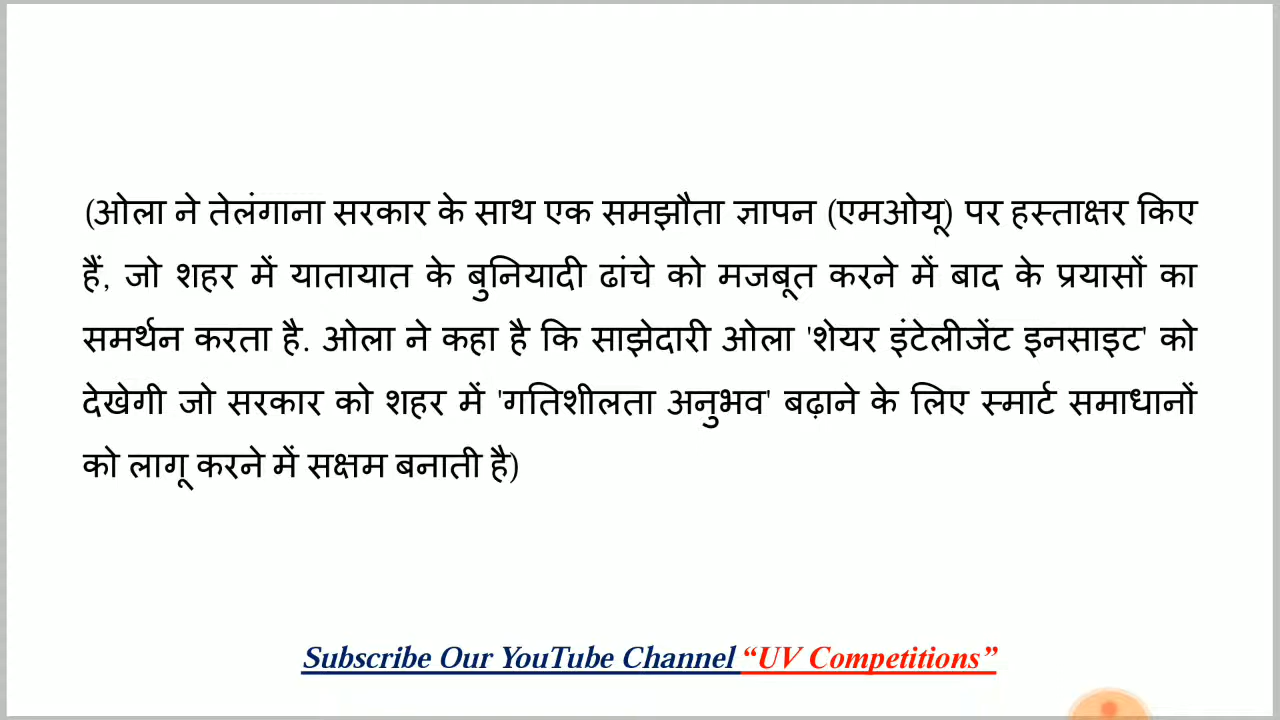 (ओला ने तेलंगाना सरकार के साथ एक समझौता ज्ञापन (एमओयू) पर हस्ताक्षर किए
हैं, जो शहर में यातायात के बुनियादी ढांचे को मजबूत करने में बाद के प्रयासों का
समर्थन करता है. ओला ने कहा है कि साझेदारी ओला 'शेयर इंटेलीजेंट इनसाइट' को
देखेगी जो सरकार को शहर में 'गतिशीलता अनुभव' बढ़ाने के लिए स्मार्ट समाधानों
को लागू करने में सक्षम बनाती है)
Subscribe Our YouTube Channel “UV Competitions”